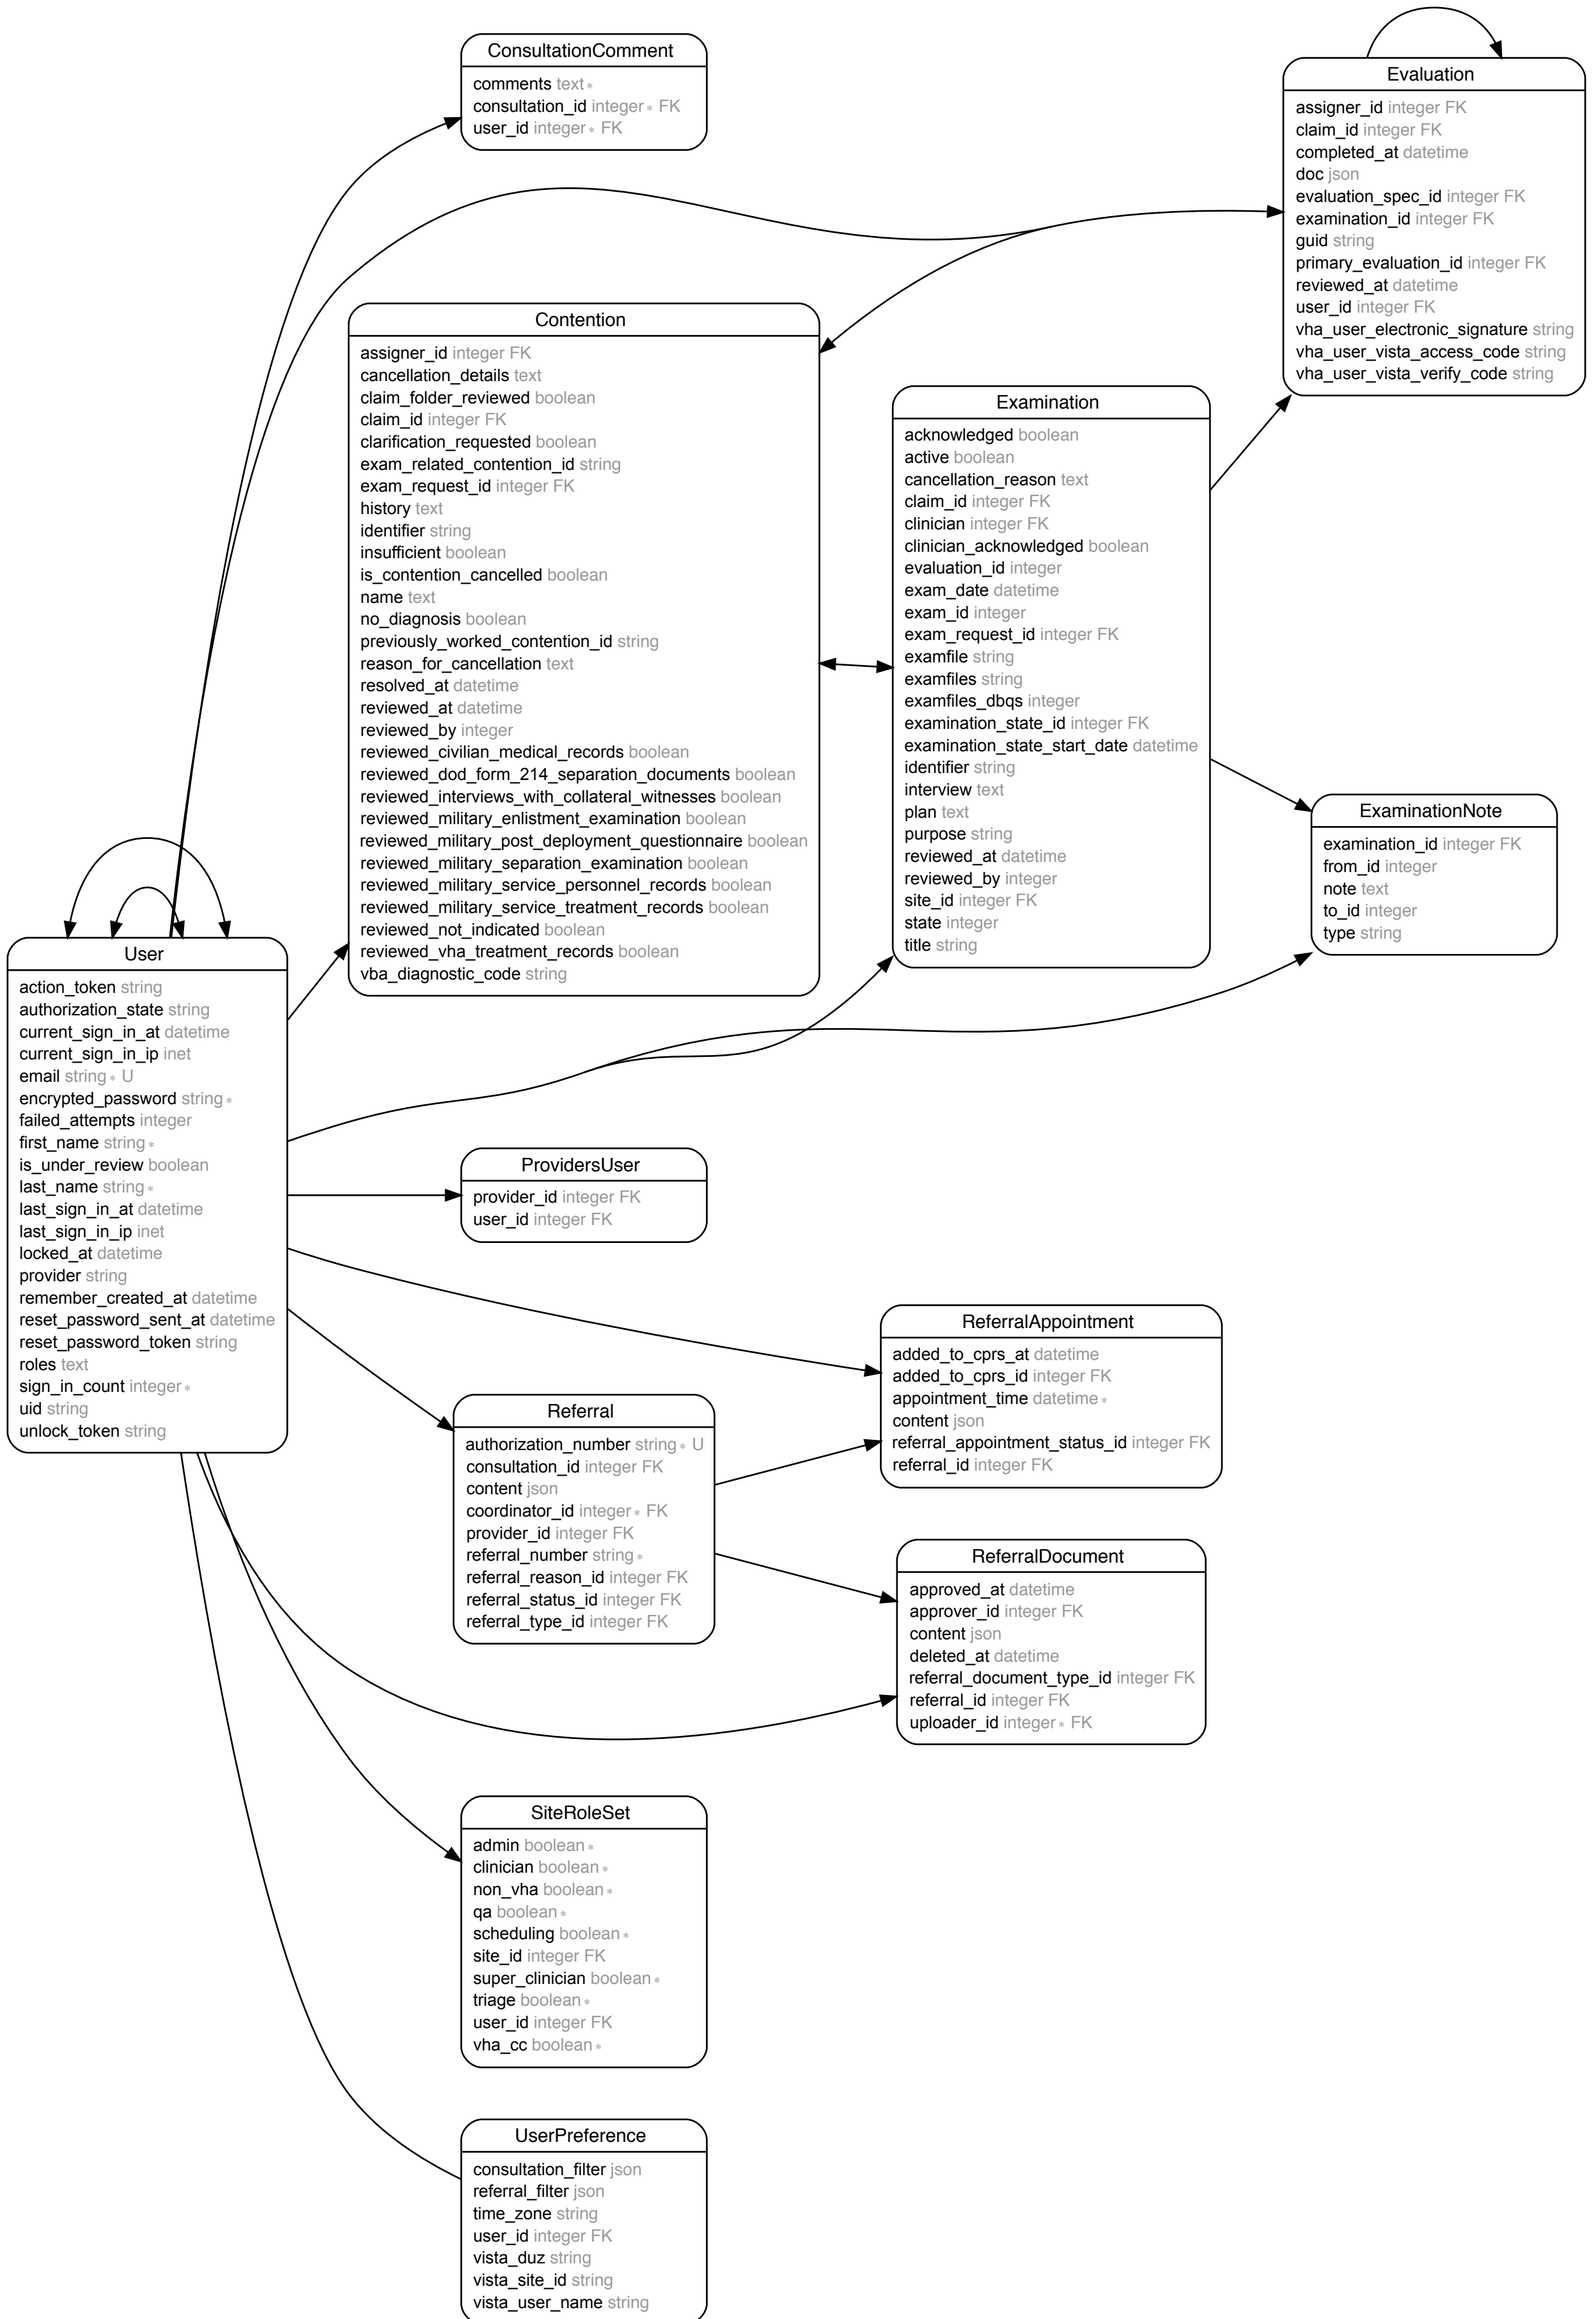 ConsultationComment
comments text*
consultation_id integer* FK
user_id integer* FK
Evaluation
assigner_id integer FK
claim_id integer FK
completed_at datetime
doc json
evaluation_spec_id integer FK
examination_id integer FK
guid string
primary_evaluation_id integer FK
reviewed_at datetime
user_id integer FK
vha_user_electronic_signature string
vha_user_vista_access_code string
vha_user_vista_verify_code string
Contention
assigner_id integer FK
cancellation_details text
claim_folder_reviewed boolean
claim_id integer FK
clarification_requested boolean
exam_related_contention_id string
exam_request_id integer FK
history text
identifier string
insufficient boolean
is_contention_cancelled boolean
name text
no_diagnosis boolean
previously_worked_contention_id string
reason_for_cancellation text
resolved_at datetime
reviewed_at datetime
reviewed_by integer
reviewed_civilian_medical_records boolean
reviewed_dod_form_214_separation_documents boolean
reviewed_interviews_with_collateral_witnesses boolean
reviewed_military_enlistment_examination boolean
reviewed_military_post_deployment_questionnaire boolean
reviewed_military_separation_examination boolean
reviewed_military_service_personnel_records boolean
reviewed_military_service_treatment_records boolean
reviewed_not_indicated boolean
reviewed_vha_treatment_records boolean
vba_diagnostic_code string
Examination
acknowledged boolean
active boolean
cancellation_reason text
claim_id integer FK
clinician integer FK
clinician_acknowledged boolean
evaluation_id integer
exam_date datetime
exam_id integer
exam_request_id integer FK
examfile string
examfiles string
examfiles_dbqs integer
examination_state_id integer FK
examination_state_start_date datetime
identifier string
interview text
plan text
purpose string
reviewed_at datetime
reviewed_by integer
site_id integer FK
state integer
title string
ExaminationNote
examination_id integer FK
from_id integer
note text
to_id integer
type string
User
action_token string
authorization_state string
current_sign_in_at datetime
current_sign_in_ip inet
email string* U
encrypted_password string*
failed_attempts integer
first_name string*
is_under_review boolean
last_name string*
last_sign_in_at datetime
last_sign_in_ip inet
locked_at datetime
provider string
remember_created_at datetime
reset_password_sent_at datetime
reset_password_token string
roles text
sign_in_count integer*
uid string
unlock_token string
ProvidersUser
provider_id integer FK
user_id integer FK
ReferralAppointment
added_to_cprs_at datetime
added_to_cprs_id integer FK
appointment_time datetime*
content json
referral_appointment_status_id integer FK
referral_id integer FK
Referral
authorization_number string* U
consultation_id integer FK
content json
coordinator_id integer* FK
provider_id integer FK
referral_number string*
referral_reason_id integer FK
referral_status_id integer FK
referral_type_id integer FK
ReferralDocument
approved_at datetime
approver_id integer FK
content json
deleted_at datetime
referral_document_type_id integer FK
referral_id integer FK
uploader_id integer* FK
SiteRoleSet
admin boolean*
clinician boolean*
non_vha boolean*
qa boolean*
scheduling boolean*
site_id integer FK
super_clinician boolean*
triage boolean*
user_id integer FK
vha_cc boolean*
UserPreference
consultation_filter json
referral_filter json
time_zone string
user_id integer FK
vista_duz string
vista_site_id string
vista_user_name string